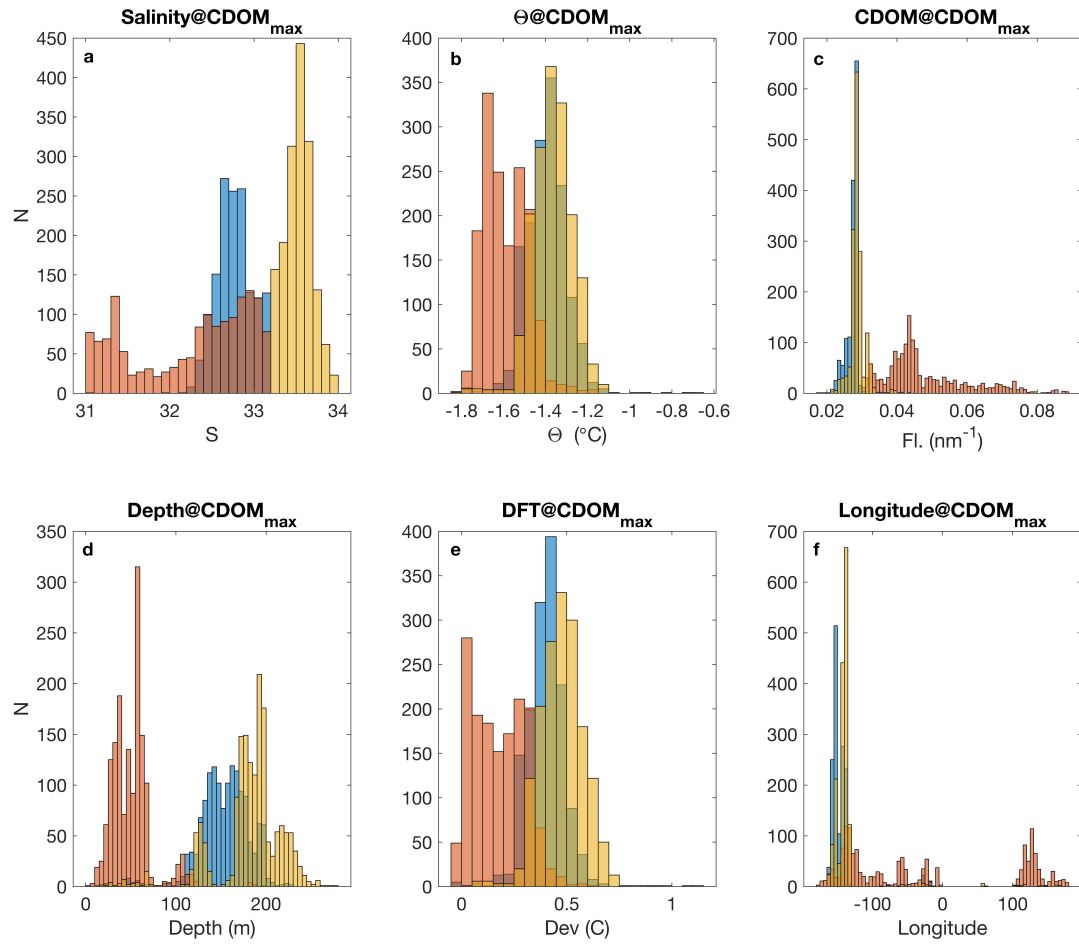 Salinity@CDOMmax
a
N
450
400
350
300
250
200
150
100
50
0
31 32 33 34
S
Θ@CDOMmax
b
400
350
300
250
200
150
100
50
0
-1.8 -1.6 -1.4 -1.2 -1 -0.8 -0.6
Θ (°C)
CDOM@CDOMmax
c
700
600
500
400
300
200
100
0
0.02 0.04 0.06 0.08
Fl. (nm-1)
Depth@CDOMmax
d
N
350
300
250
200
150
100
50
0
0 100 200
Depth (m)
DFT@CDOMmax
e
400
350
300
250
200
150
100
50
0
0 0.5 1
Dev (C)
Longitude@CDOMmax
f
700
600
500
400
300
200
100
0
-100 0 100
Longitude